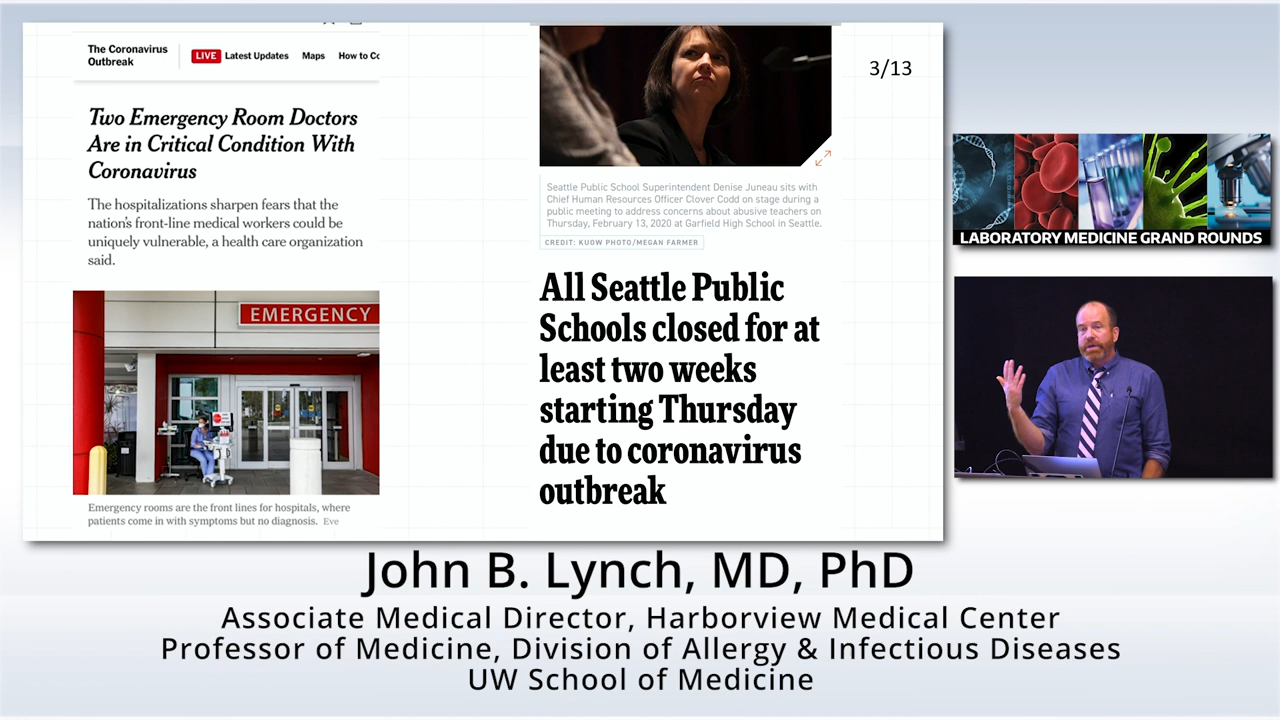 The Coronavirus
Outbreak
LIVE Latest Updates Maps How to Cc
Two Emergency Room Doctors
Are in Critical Condition With
Coronavirus
The hospitalizations sharpen fears that the
nation's front-line medical workers could be
uniquely vulnerable, a health care organization
said.
EMERGENCY
Emergency rooms are the front lines for hospitals, where
patients come in with symptoms but no diagnosis. Eve
3/13
Seattle Public School Superintendent Denise Juneau sits with
Chief Human Resources Officer Clover Codd on stage during a
public meeting to address concerns about abusive teachers on
Thursday, February 13, 2020 at Garfield High School in Seattle.
CREDIT: KUOW PHOTO/MEGAN FARMER
All Seattle Public
Schools closed for at
least two weeks
starting Thursday
due to coronavirus
outbreak
LABORATORY MEDICINE GRAND ROUNDS
John B. Lynch, MD, PhD
Associate Medical Director, Harborview Medical Center
Professor of Medicine, Division of Allergy & Infectious Diseases
UW School of Medicine